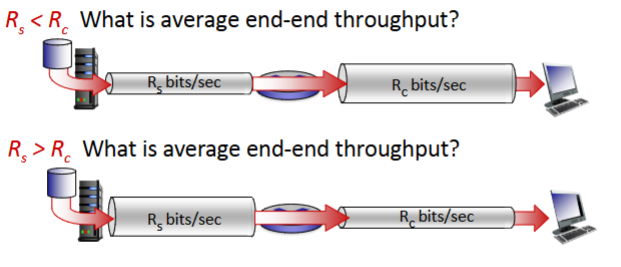 Rs < Rc What is average end-end throughput?
Rs bits/sec
Rc bits/sec
Rs > Rc What is average end-end throughput?
Rs bits/sec
Rc bits/sec